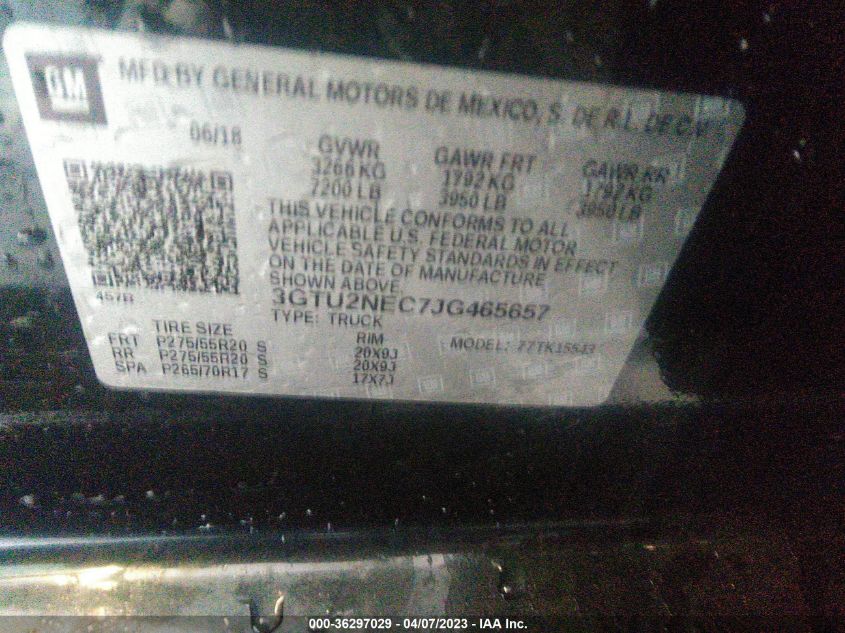 GM
MFD BY GENERAL MOTORS DE MEXICO, S. DE R.L. DE C.V.
06/18
GVWR GAWR FRT GAWR RR
3266 KG 1792 KG 1792 KG
7200 LB 3950 LB 3950 LB
THIS VEHICLE CONFORMS TO ALL
APPLICABLE U.S. FEDERAL MOTOR
VEHICLE SAFETY STANDARDS IN EFFECT
ON THE DATE OF MANUFACTURE
SHOWN ABOVE.
457B
3GTU2NEC7JG465657
TYPE: TRUCK
TIRE SIZE RIM MODEL:
FRT P275/55R20 S 20X9J
RR P275/55R20 S 20X9J
SPA P265/70R17 S 17X7J
000-36297029 - 04/07/2023 - IAA Inc.